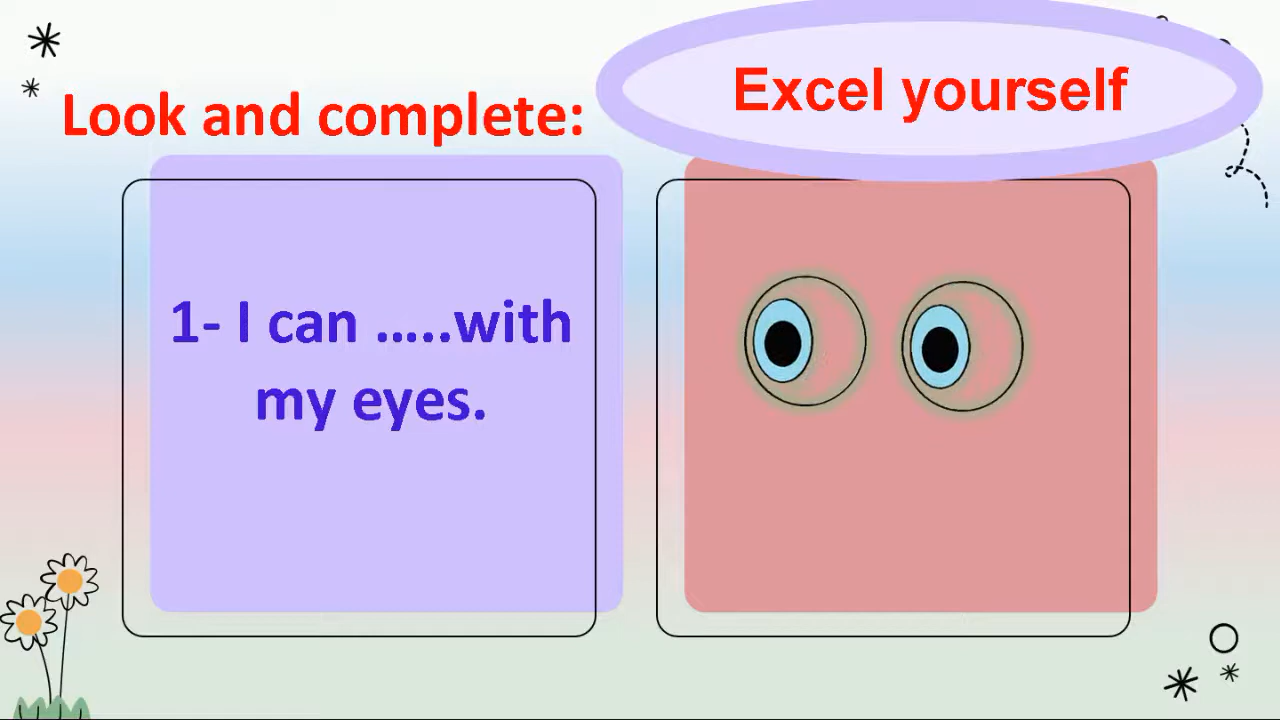 Excel yourself
Look and complete:
1- I can .....with
my eyes.